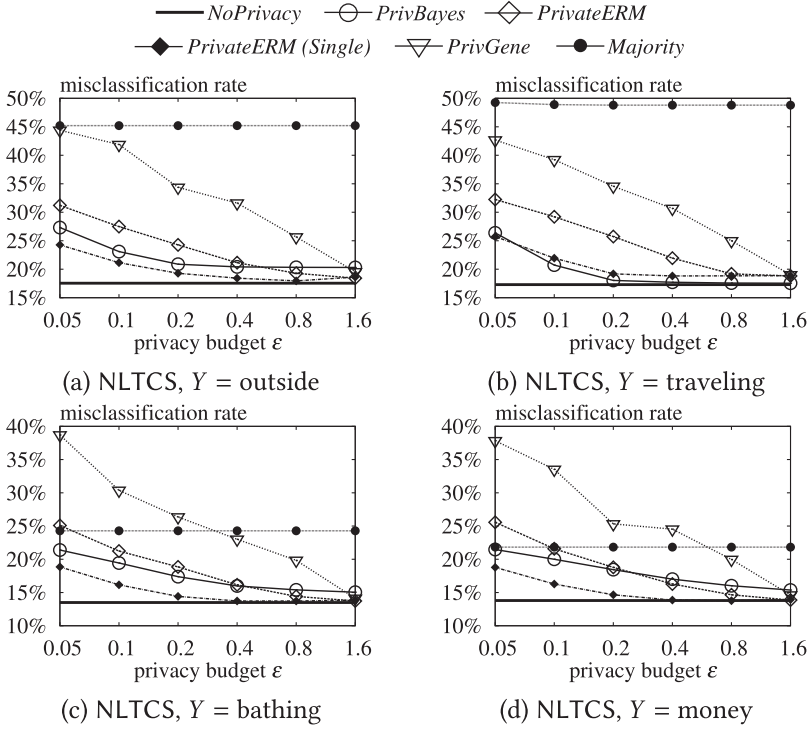 NoPrivacy PrivBayes PrivateERM
PrivateERM (Single) PrivGene Majority
misclassification rate
50%
45%
40%
35%
30%
25%
20%
15%
0.05 0.1 0.2 0.4 0.8 1.6
privacy budget ε
(a) NLTCS, Y = outside
misclassification rate
50%
45%
40%
35%
30%
25%
20%
15%
0.05 0.1 0.2 0.4 0.8 1.6
privacy budget ε
(b) NLTCS, Y = traveling
misclassification rate
40%
35%
30%
25%
20%
15%
10%
0.05 0.1 0.2 0.4 0.8 1.6
privacy budget ε
(c) NLTCS, Y = bathing
misclassification rate
40%
35%
30%
25%
20%
15%
10%
0.05 0.1 0.2 0.4 0.8 1.6
privacy budget ε
(d) NLTCS, Y = money